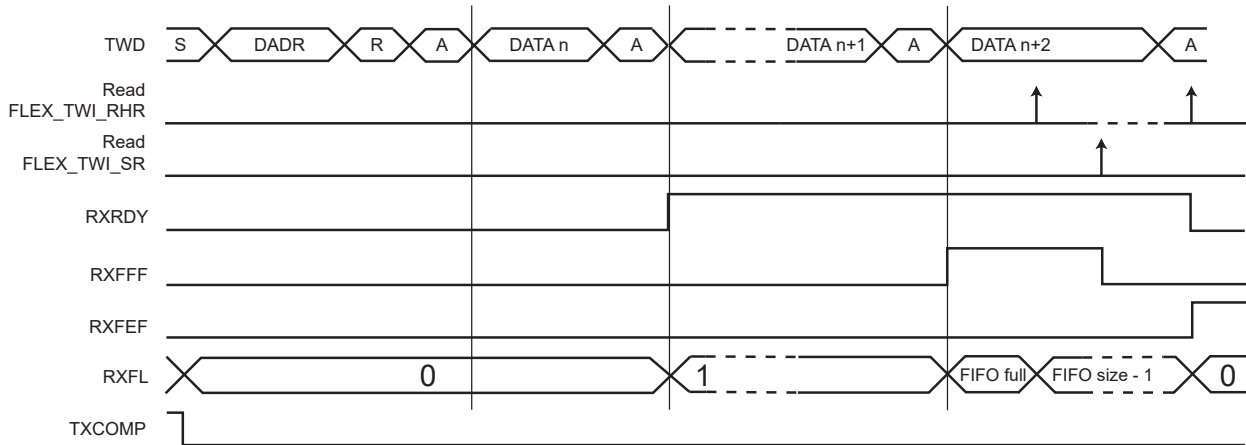 TWD S DADR R A DATA n A DATA n+1 A DATA n+2 A
Read
FLEX_TWI_RHR
Read
FLEX_TWI_SR
RXRDY
RXFFF
RXFEF
RXFL 0 1 FIFO full FIFO size - 1 0
TXCOMP